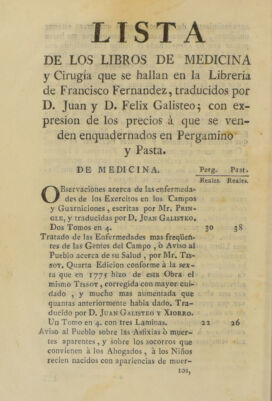 LISTA
DE LOS LIBROS DE MEDICINA
y Cirugía que se hallan en la Librería
de Francisco Fernandez, traducidos por
D. Juan y D. Felix Galisteo; con ex-
presion de los precios á que se ven-
den enquadernados en Pergamino
y Pasta.
DE MEDICINA. Perg. Past.
Reales. Reales.
Observaciones acerca de las enfermeda-
des de los Exercitos en los Campos
y Guarniciones, escritas por Mr. PRIN-
GLE, y traducidas por D. JUAN GALISTEO.
Dos Tomos en 4. 30 38
Tratado de las Enfermedades mas freqüen-
tes de las Gentes del Campo, ò Aviso al
Pueblo acerca de su Salud, por Mr. TIS-
SOT, Quarta Edicion conforme à la sex-
ta que en 1775 hizo de esta Obra el
mismo TISSOT, corregida con mayor cui-
dado, y mucho mas aumentada que
quantas anteriormente habia dado, Tra-
ducido por D. JUAN GALISTEO Y XIORRO.
Un Tomo en 4. con tres Laminas. 22 26
Aviso al Pueblo sobre las Asfixias ò muer-
tes aparentes, y sobre los socorros que
convienen à los Ahogados, à los Niños
recien nacidos con apariencias de muer-
tos,